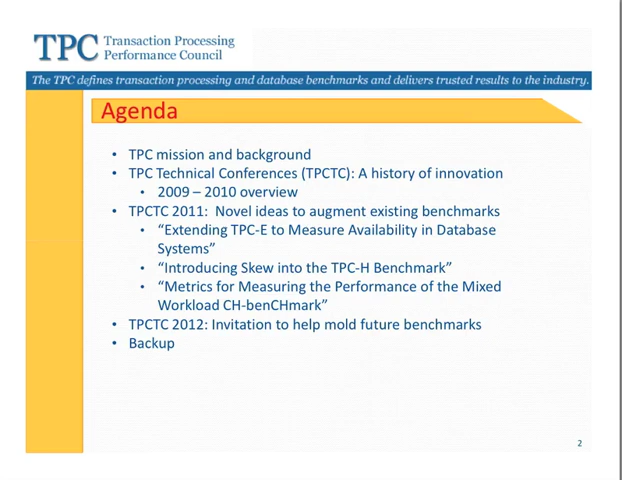 TPC Transaction Processing
Performance Council
The TPC defines transaction processing and database benchmarks and delivers trusted results to the industry.
Agenda
• TPC mission and background
• TPC Technical Conferences (TPCTC): A history of innovation
• 2009 – 2010 overview
• TPCTC 2011:  Novel ideas to augment existing benchmarks
• “Extending TPC-E to Measure Availability in Database
Systems”
• “Introducing Skew into the TPC-H Benchmark”
• “Metrics for Measuring the Performance of the Mixed
Workload CH-benCHmark”
• TPCTC 2012: Invitation to help mold future benchmarks
• Backup
2